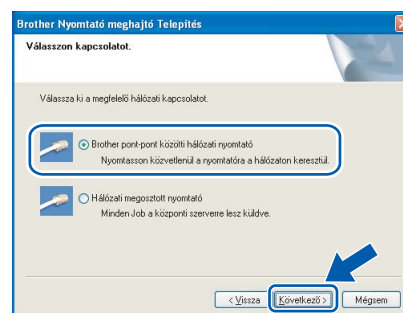 Brother Nyomtató meghajtó Telepítés
Válasszon kapcsolatot.
Válassza ki a megfelelő hálózati kapcsolatot.
Brother pont-pont közötti hálózati nyomtató
Nyomtasson közvetlenül a nyomtatóra a hálózaton keresztül.
Hálózati megosztott nyomtató
Minden Job a központi szerverre lesz küldve.
< Vissza Következő > Mégsem